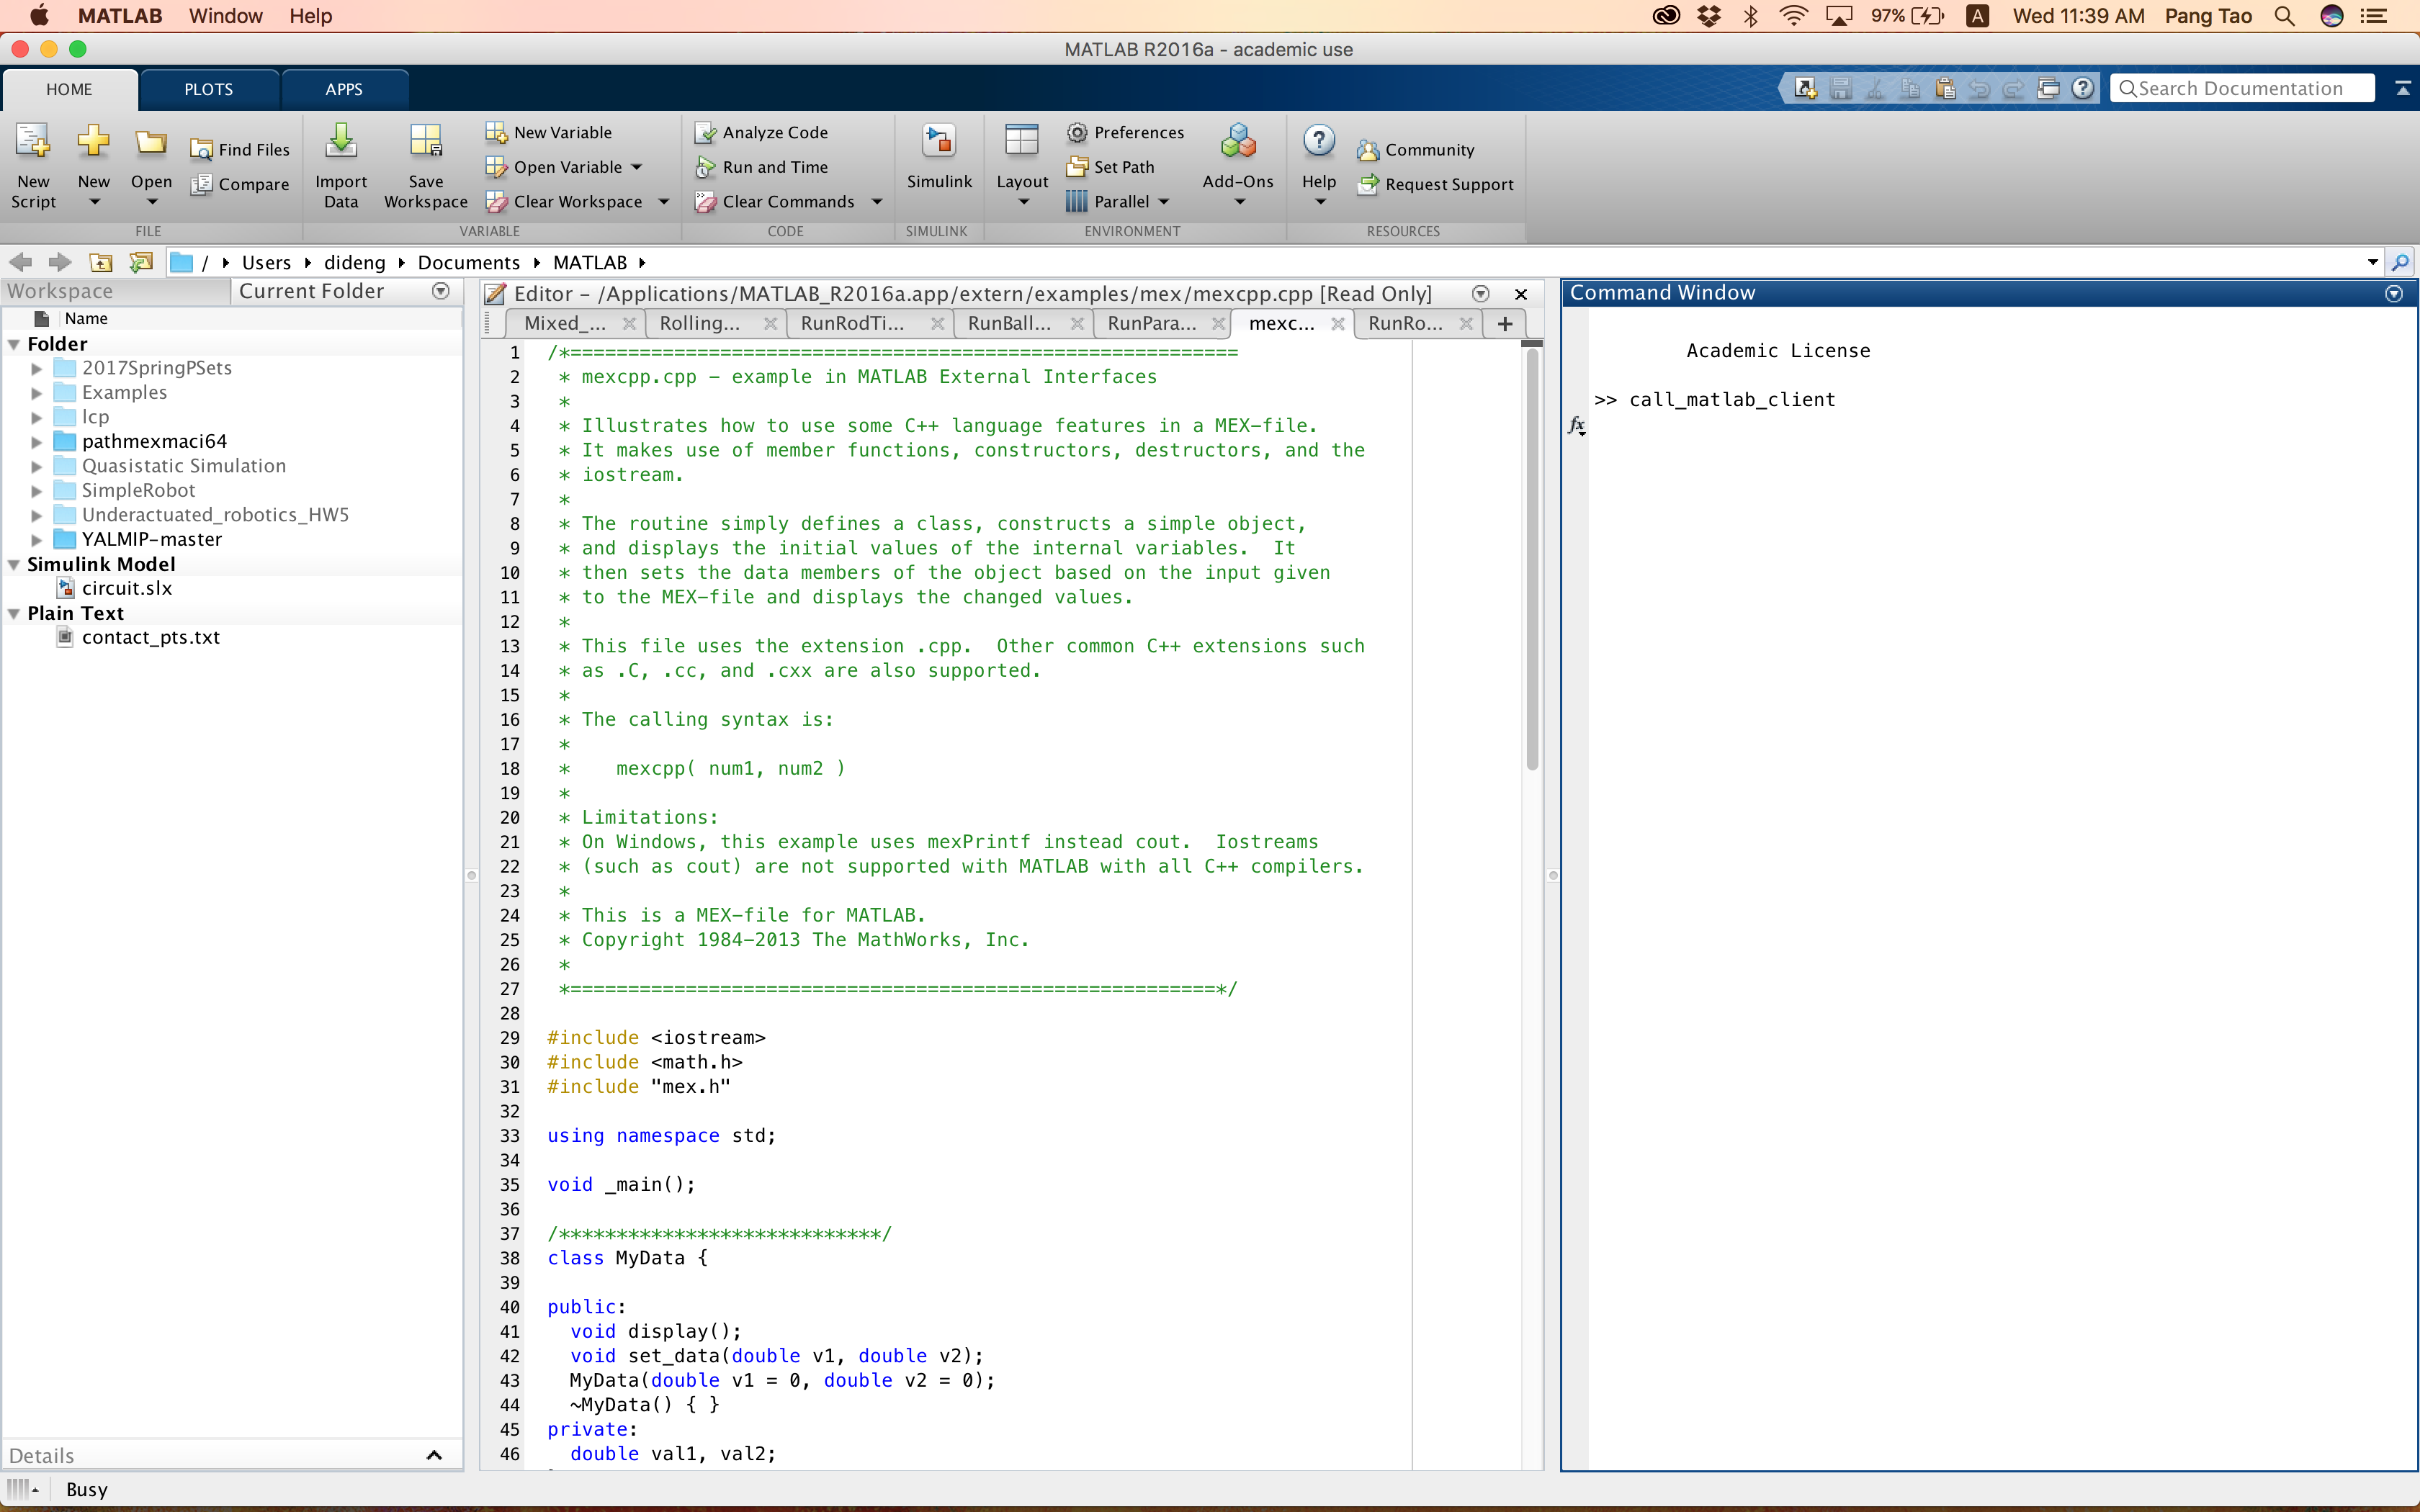 MATLAB Window Help 97% A Wed 11:39 AM Pang Tao
MATLAB R2016a - academic use
HOME PLOTS APPS Search Documentation
New Script
New
Open
Find Files
Compare
FILE
Import Data
Save Workspace
New Variable
Open Variable
Clear Workspace
VARIABLE
Analyze Code
Run and Time
Clear Commands
CODE
Simulink
SIMULINK
Layout
Preferences
Set Path
Parallel
Add-Ons
ENVIRONMENT
? Help
Community
Request Support
RESOURCES
/ Users dideng Documents MATLAB
Workspace Current Folder
Name
Folder
2017SpringPSets
Examples
lcp
pathmexmaci64
Quasistatic Simulation
SimpleRobot
Underactuated_robotics_HW5
YALMIP-master
Simulink Model
circuit.slx
Plain Text
contact_pts.txt
Details
Busy
Editor - /Applications/MATLAB_R2016a.app/extern/examples/mex/mexcpp.cpp [Read Only]
Mixed_... Rolling... RunRodTi... RunBall... RunPara... mexc... RunRo... +
1 /*==========================================================
2 * mexcpp.cpp - example in MATLAB External Interfaces
3 *
4 * Illustrates how to use some C++ language features in a MEX-file.
5 * It makes use of member functions, constructors, destructors, and the
6 * iostream.
7 *
8 * The routine simply defines a class, constructs a simple object,
9 * and displays the initial values of the internal variables.  It
10 * then sets the data members of the object based on the input given
11 * to the MEX-file and displays the changed values.
12 *
13 * This file uses the extension .cpp.  Other common C++ extensions such
14 * as .C, .cc, and .cxx are also supported.
15 *
16 * The calling syntax is:
17 *
18 *    mexcpp( num1, num2 )
19 *
20 * Limitations:
21 * On Windows, this example uses mexPrintf instead cout.  Iostreams
22 * (such as cout) are not supported with MATLAB with all C++ compilers.
23 *
24 * This is a MEX-file for MATLAB.
25 * Copyright 1984-2013 The MathWorks, Inc.
26 *
27 *========================================================*/
28
29 #include <iostream>
30 #include <math.h>
31 #include "mex.h"
32
33 using namespace std;
34
35 void _main();
36
37 /****************************/
38 class MyData {
39
40 public:
41   void display();
42   void set_data(double v1, double v2);
43   MyData(double v1 = 0, double v2 = 0);
44   ~MyData() { }
45 private:
46   double val1, val2;
Command Window
Academic License
>> call_matlab_client
fx